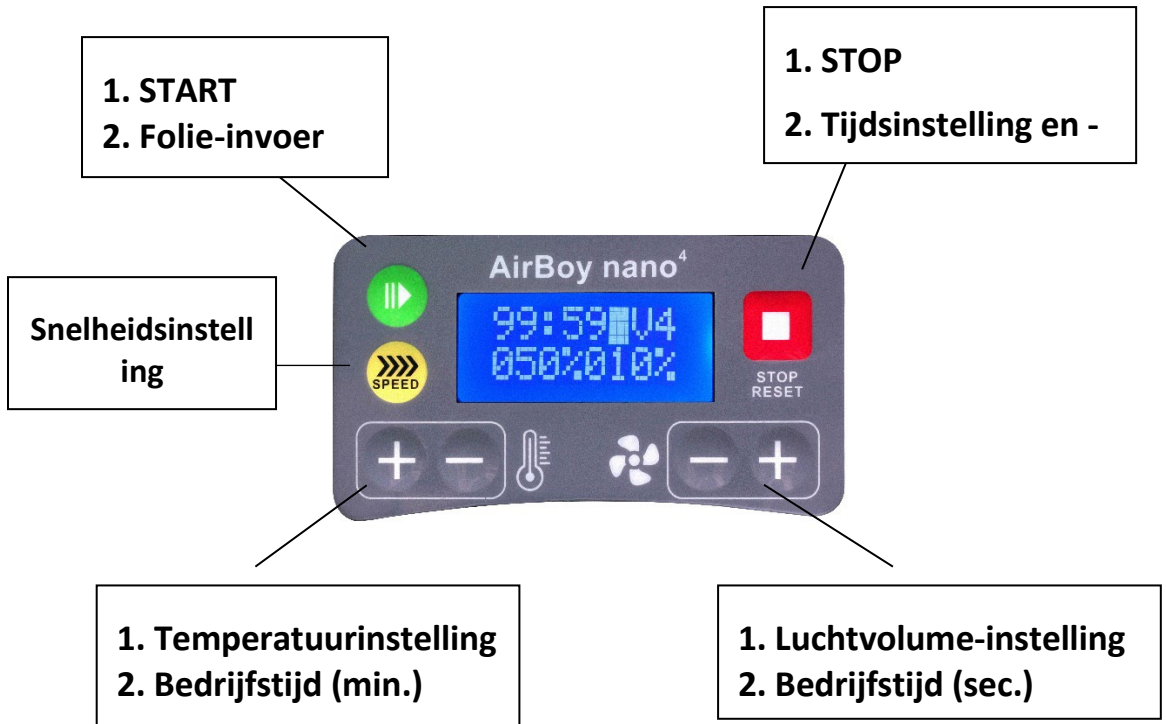 1. START
2. Folie-invoer
1. STOP
2. Tijdsinstelling en -
AirBoy nano4
99:59 V4
050%010%
SPEED
STOP
RESET
Snelheidsinstell
ing
1. Temperatuurinstelling
2. Bedrijfstijd (min.)
1. Luchtvolume-instelling
2. Bedrijfstijd (sec.)